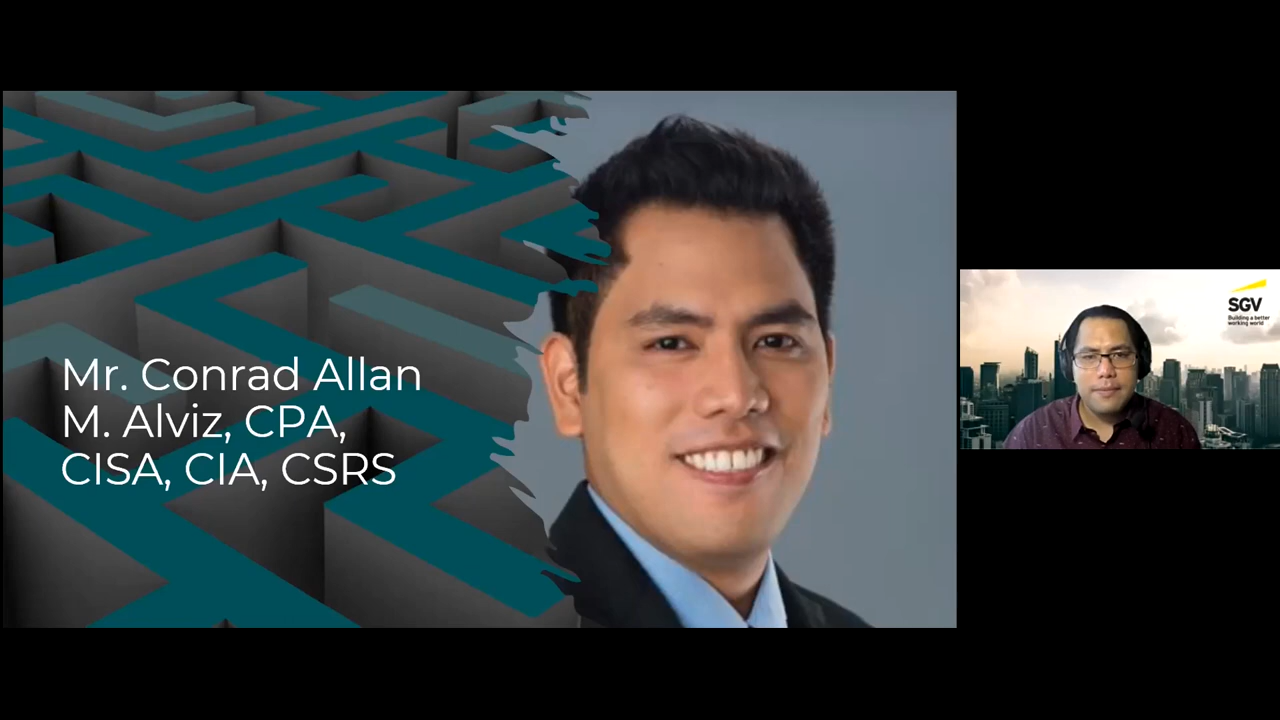 Mr. Conrad Allan
M. Alviz, CPA,
CISA, CIA, CSRS
SGV
Building a better
working world